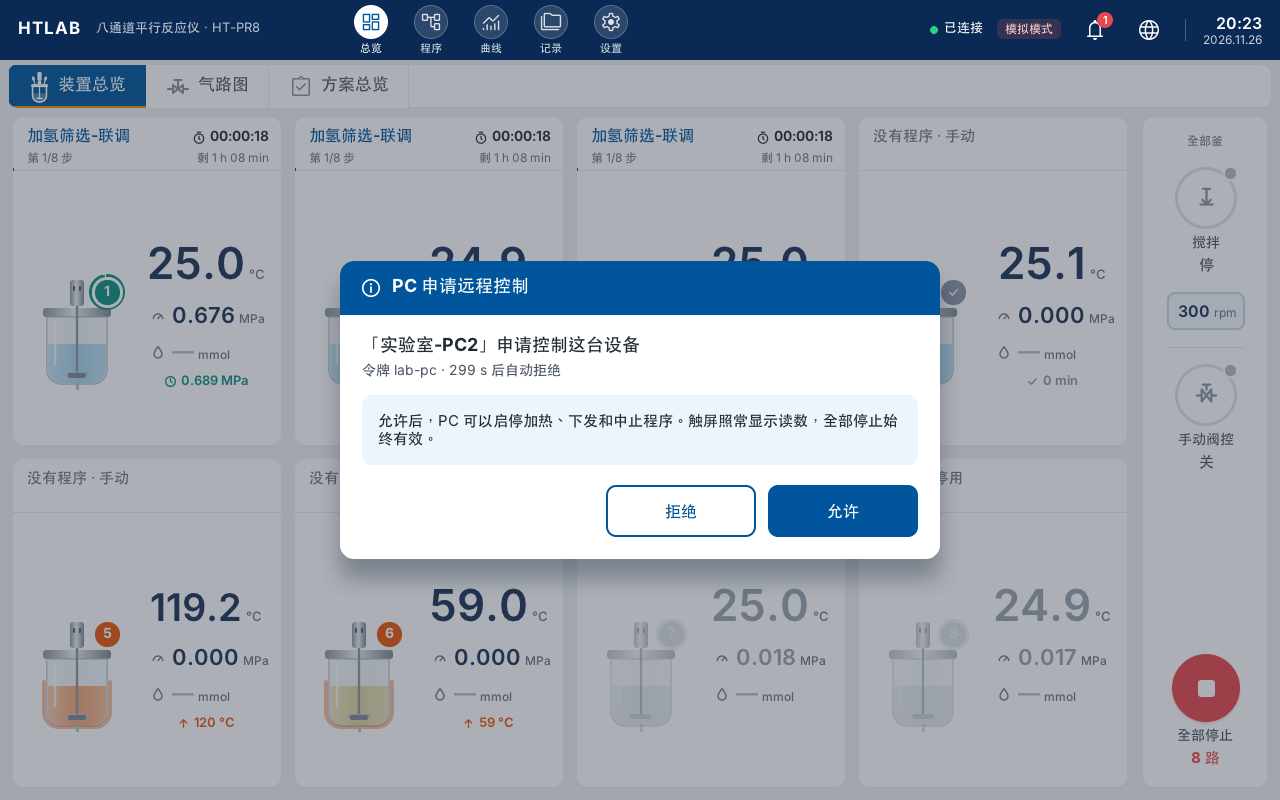 HTLAB 八通道平行反应仪 · HT-PR8
总览 程序 曲线 记录 设置
已连接 模拟模式 1 20:23
2026.11.26
装置总览 气路图 方案总览
加氢筛选-联调 00:00:18
第 1/8 步 剩 1 h 08 min
25.0 °C
1
0.676 MPa
mmol
0.689 MPa
加氢筛选-联调 00:00:18
第 1/8 步 剩 1 h 08 min
24.9
加氢筛选-联调 00:00:18
第 1/8 步 剩 1 h 08 min
25.0
没有程序 · 手动
25.1 °C
0.000 MPa
mmol
0 min
全部釜
搅拌
停
300 rpm
手动阀控
关
PC 申请远程控制
「实验室-PC2」申请控制这台设备
令牌 lab-pc · 299 s 后自动拒绝
允许后，PC 可以启停加热、下发和中止程序。触屏照常显示读数，全部停止始
终有效。
拒绝 允许
没有程序 · 手动
119.2 °C
5
0.000 MPa
mmol
120 °C
没有
59.0 °C
6
0.000 MPa
mmol
59 °C
25.0 °C
7
0.018 MPa
mmol
停用
24.9 °C
8
0.017 MPa
mmol
全部停止
8 路